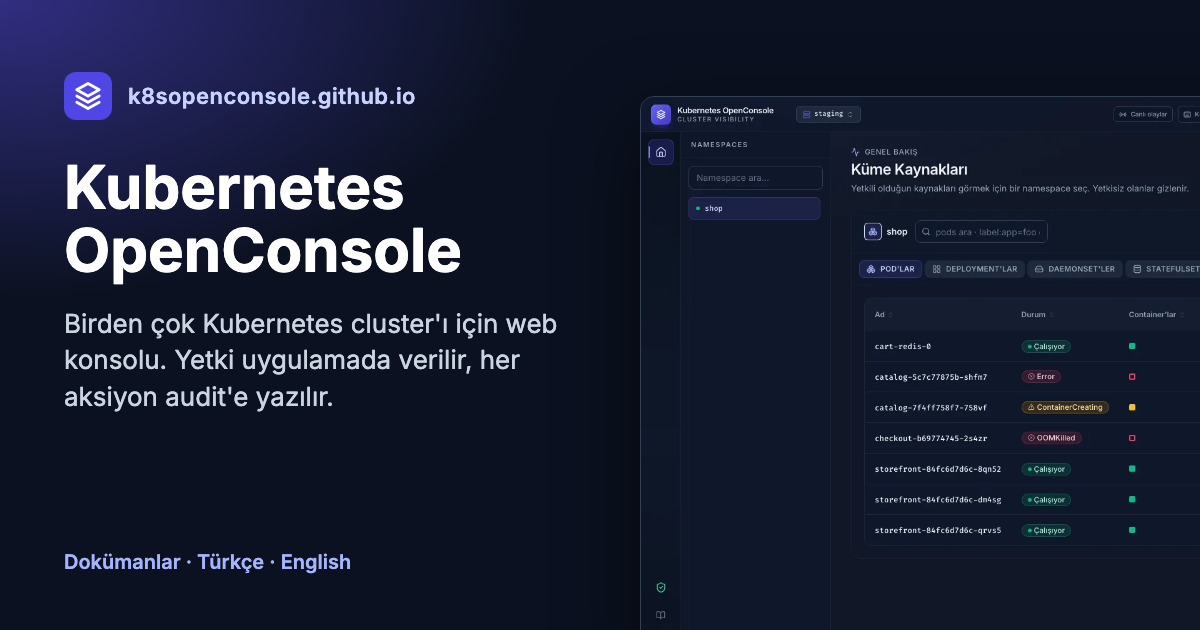 k8sopenconsole.github.io
Kubernetes
OpenConsole
Birden çok Kubernetes cluster'ı için web
konsolu. Yetki uygulamada verilir, her
aksiyon audit'e yazılır.
Dokümanlar · Türkçe · English
Kubernetes OpenConsole
CLUSTER VISIBILITY
staging
Canlı olaylar
NAMESPACES
Namespace ara...
shop
GENEL BAKIŞ
Küme Kaynakları
Yetkili olduğun kaynakları görmek için bir namespace seç. Yetkisiz olanlar gizlenir.
shop
pods ara · label:app=foo ·
POD'LAR
DEPLOYMENT'LAR
DAEMONSET'LER
STATEFULSET
Ad Durum Container'lar
cart-redis-0 Çalışıyor
catalog-5c7c77875b-shfm7 Error
catalog-7f4ff758f7-758vf ContainerCreating
checkout-b69774745-2s4zr OOMKilled
storefront-84fc6d7d6c-8qn52 Çalışıyor
storefront-84fc6d7d6c-dm4sg Çalışıyor
storefront-84fc6d7d6c-qrvs5 Çalışıyor